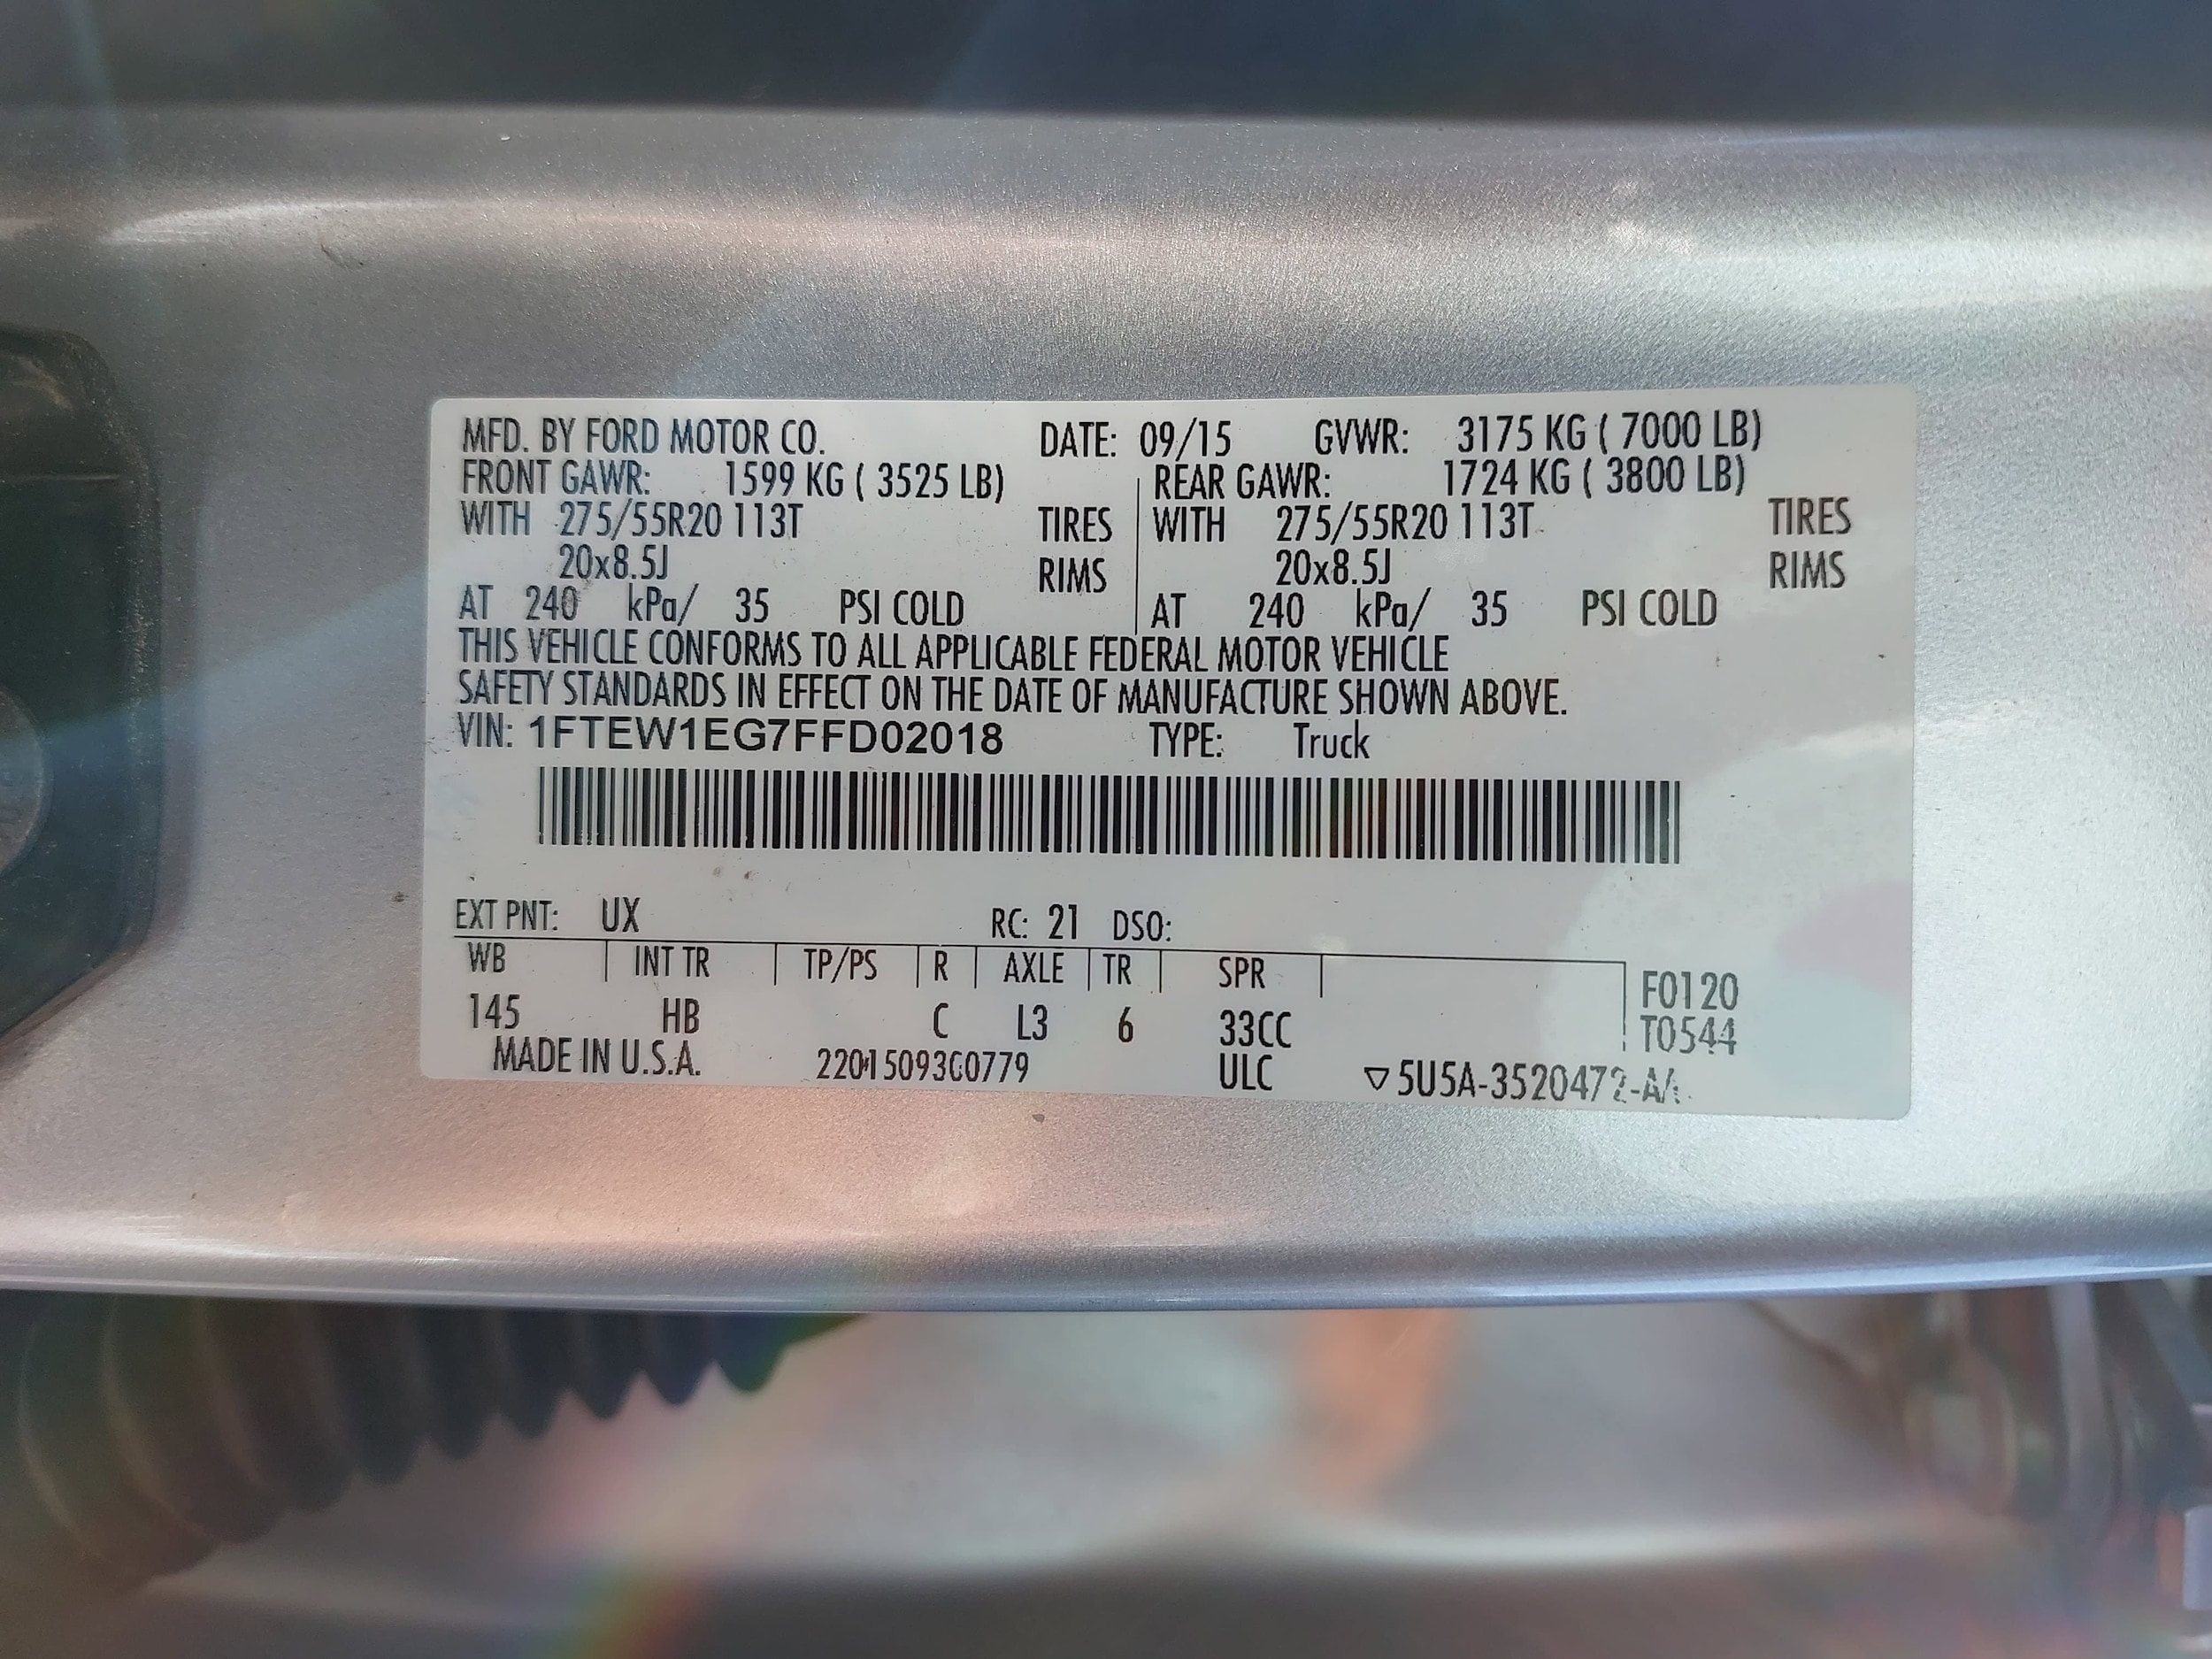 MFD. BY FORD MOTOR CO. DATE: 09/15 GVWR: 3175 KG ( 7000 LB)
FRONT GAWR: 1599 KG ( 3525 LB) REAR GAWR: 1724 KG ( 3800 LB)
WITH 275/55R20 113T TIRES WITH 275/55R20 113T TIRES
20x8.5J RIMS 20x8.5J RIMS
AT 240 kPa/ 35 PSI COLD AT 240 kPa/ 35 PSI COLD
THIS VEHICLE CONFORMS TO ALL APPLICABLE FEDERAL MOTOR VEHICLE
SAFETY STANDARDS IN EFFECT ON THE DATE OF MANUFACTURE SHOWN ABOVE.
VIN: 1FTEW1EG7FFD02018 TYPE: Truck
EXT PNT: UX RC: 21 DSO:
WB INT TR TP/PS R AXLE TR SPR
145 HB C L3 6 33CC
F0120
T0544
MADE IN U.S.A. ULC